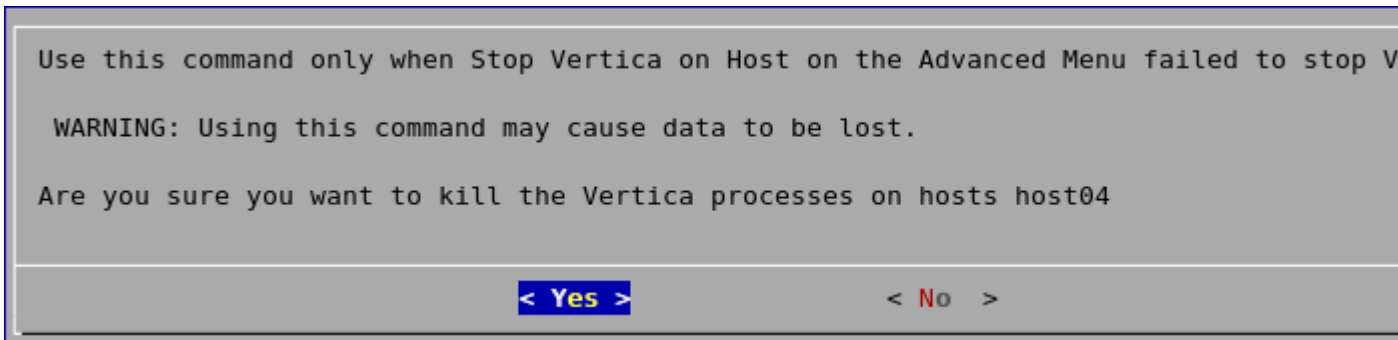 Use this command only when Stop Vertica on Host on the Advanced Menu failed to stop V
WARNING: Using this command may cause data to be lost.
Are you sure you want to kill the Vertica processes on hosts host04
< Yes > < No >